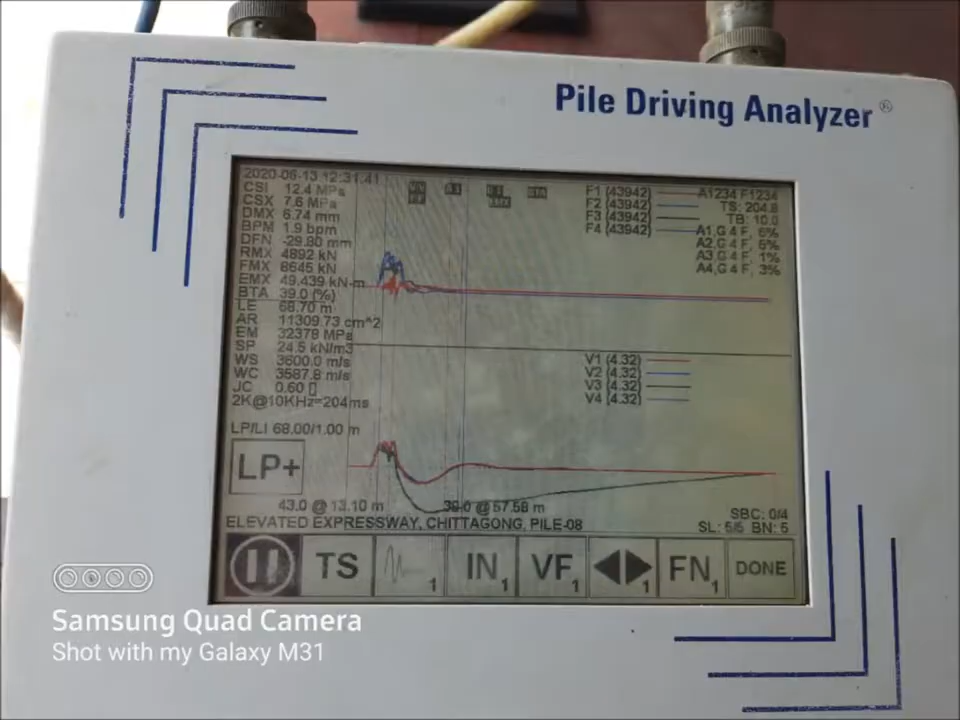 Pile Driving Analyzer®
2020-06-13 12:31:41
CSI 12.4 MPa
CSX 7.6 MPa
DMX 6.74 mm
BPM 1.9 bpm
DFN -29.80 mm
RMX 4892 kN
FMX 8645 kN
EMX 49.439 kN-m
BTA 39.0 (%)
LE 68.70 m
AR 11309.73 cm^2
EM 32378 MPa
SP 24.5 kN/m3
WS 3600.0 m/s
WC 3587.8 m/s
JC 0.60 []
2K@10KHz=204ms
LP/LI 68.00/1.00 m
LP+
BTA
F1 (43942)
F2 (43942)
F3 (43942)
F4 (43942)
A1234 F1234
TS: 204.8
TB: 10.0
A1,G 4 F, 6%
A2,G 4 F, 5%
A3,G 4 F, 1%
A4,G 4 F, 3%
V1 (4.32)
V2 (4.32)
V3 (4.32)
V4 (4.32)
43.0 @ 13.10 m
39.0 @ 57.58 m
SBC: 0/4
ELEVATED EXPRESSWAY, CHITTAGONG, PILE-08
SL: 5/5 BN: 5
TS 1 IN 1 VF 1 1 FN 1 DONE
Samsung Quad Camera
Shot with my Galaxy M31